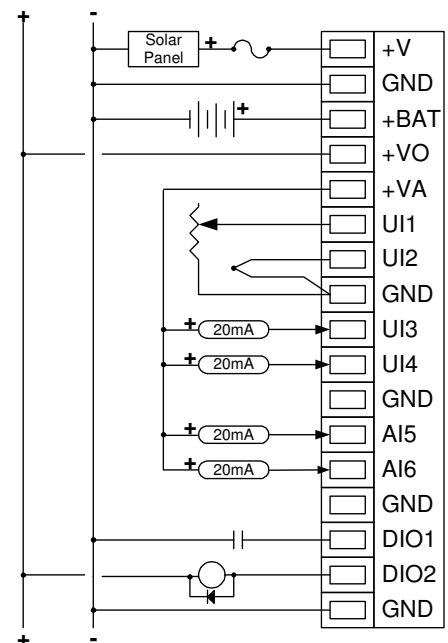 + -
Solar
Panel
+
+V
GND
+
+BAT
+VO
+VA
UI1
UI2
GND
+ 20mA
UI3
+ 20mA
UI4
GND
+ 20mA
AI5
+ 20mA
AI6
GND
DIO1
DIO2
GND
+ -